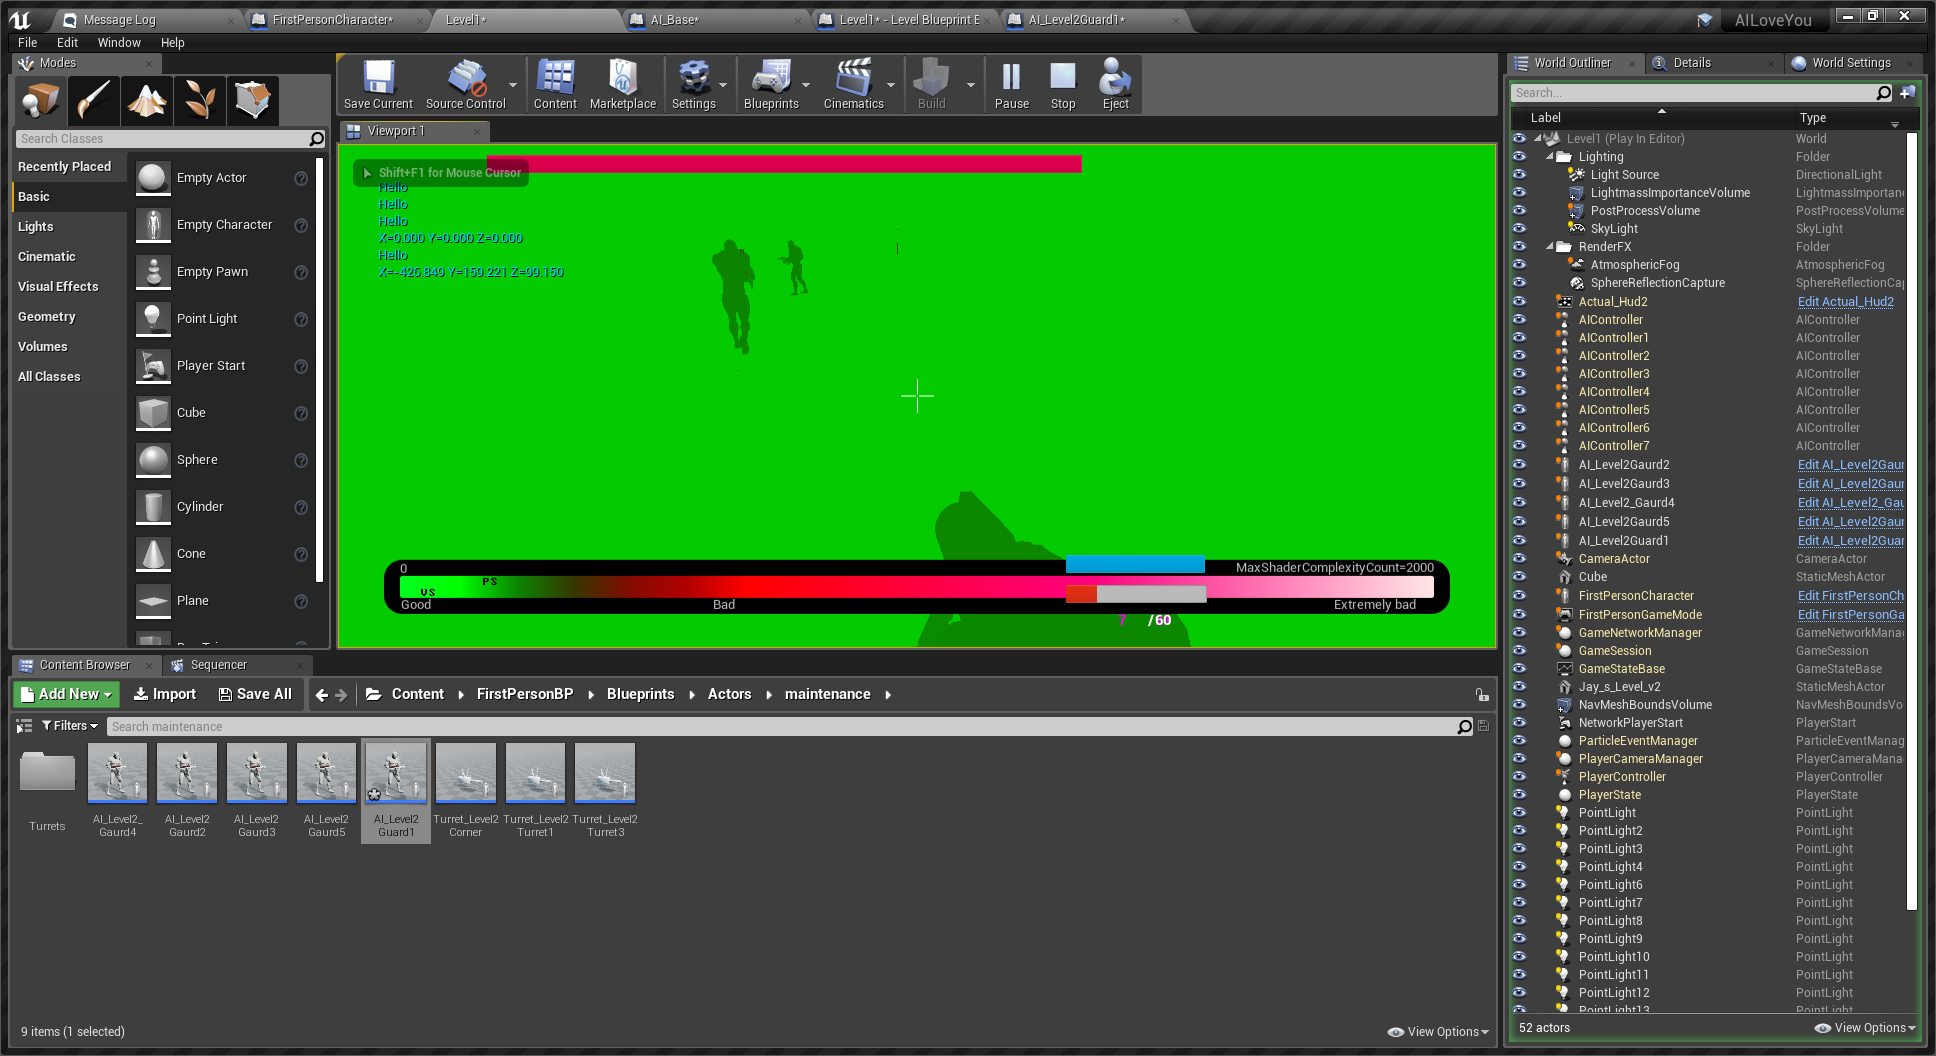 Message Log
FirstPersonCharacter*
Level1*
AI_Base*
Level1* - Level Blueprint E
AI_Level2Guard1*
AILoveYou
File Edit Window Help
Modes
Search Classes
Recently Placed
Basic
Lights
Cinematic
Visual Effects
Geometry
Volumes
All Classes
Empty Actor
Empty Character
Empty Pawn
Point Light
Player Start
Cube
Sphere
Cylinder
Cone
Plane
Save Current
Source Control
Content
Marketplace
Settings
Blueprints
Cinematics
Build
Pause
Stop
Eject
Viewport 1
Shift+F1 for Mouse Cursor
Hello
Hello
Hello
X=0.000 Y=0.000 Z=0.000
Hello
X=-426.849 Y=159.221 Z=99.150
0
MaxShaderComplexityCount=2000
PS
VS
Good
Bad
Extremely bad
7 /60
Content Browser
Sequencer
Add New
Import
Save All
Content
FirstPersonBP
Blueprints
Actors
maintenance
Filters
Search maintenance
Turrets
AI_Level2_
Gaurd4
AI_Level2
Gaurd2
AI_Level2
Gaurd3
AI_Level2
Gaurd5
AI_Level2
Guard1
Turret_Level2
Corner
Turret_Level2
Turret1
Turret_Level2
Turret3
9 items (1 selected)
View Options
World Outliner
Details
World Settings
Search...
Label Type
Level1 (Play In Editor) World
Lighting Folder
Light Source DirectionalLight
LightmassImportanceVolume LightmassImportanc
PostProcessVolume PostProcessVolume
SkyLight SkyLight
RenderFX Folder
AtmosphericFog AtmosphericFog
SphereReflectionCapture SphereReflectionCap
Actual_Hud2 Edit Actual_Hud2
AIController AIController
AIController1 AIController
AIController2 AIController
AIController3 AIController
AIController4 AIController
AIController5 AIController
AIController6 AIController
AIController7 AIController
AI_Level2Gaurd2 Edit AI_Level2Gaur
AI_Level2Gaurd3 Edit AI_Level2Gaur
AI_Level2_Gaurd4 Edit AI_Level2_Gau
AI_Level2Gaurd5 Edit AI_Level2Gaur
AI_Level2Gaurd1 Edit AI_Level2Guar
CameraActor CameraActor
Cube StaticMeshActor
FirstPersonCharacter Edit FirstPersonCh
FirstPersonGameMode Edit FirstPersonGa
GameNetworkManager GameNetworkMana
GameSession GameSession
GameStateBase GameStateBase
Jay_s_Level_v2 StaticMeshActor
NavMeshBoundsVolume NavMeshBoundsVo
NetworkPlayerStart PlayerStart
ParticleEventManager ParticleEventManag
PlayerCameraManager PlayerCameraMana
PlayerController PlayerController
PlayerState PlayerState
PointLight PointLight
PointLight2 PointLight
PointLight3 PointLight
PointLight4 PointLight
PointLight6 PointLight
PointLight7 PointLight
PointLight8 PointLight
PointLight9 PointLight
PointLight10 PointLight
PointLight11 PointLight
PointLight12 PointLight
PointLight13 PointLight
52 actors
View Options